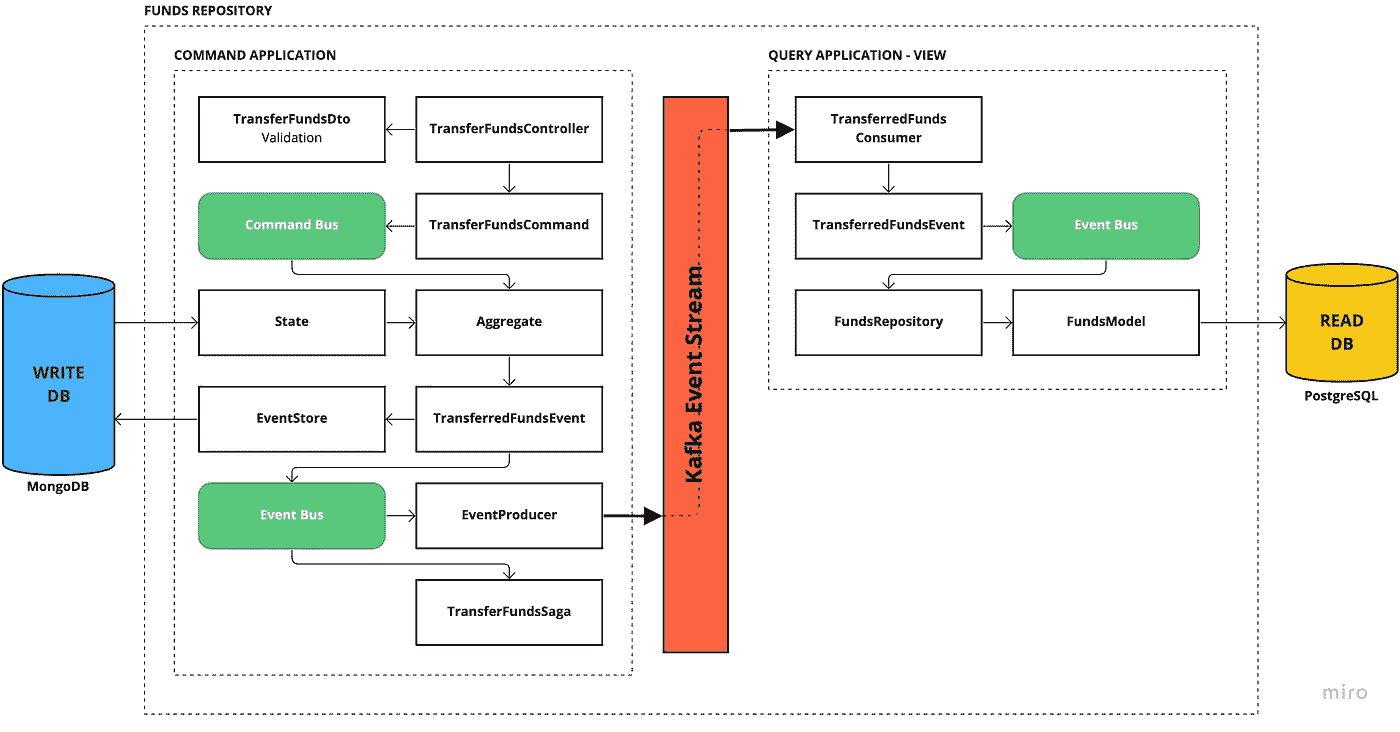 FUNDS REPOSITORY
COMMAND APPLICATION
TransferFundsDto
Validation
TransferFundsController
Command Bus
TransferFundsCommand
State
Aggregate
EventStore
TransferredFundsEvent
Event Bus
EventProducer
TransferFundsSaga
WRITE
DB
MongoDB
Kafka Event Stream
QUERY APPLICATION - VIEW
TransferredFunds
Consumer
TransferredFundsEvent
Event Bus
FundsRepository
FundsModel
READ
DB
PostgreSQL
miro